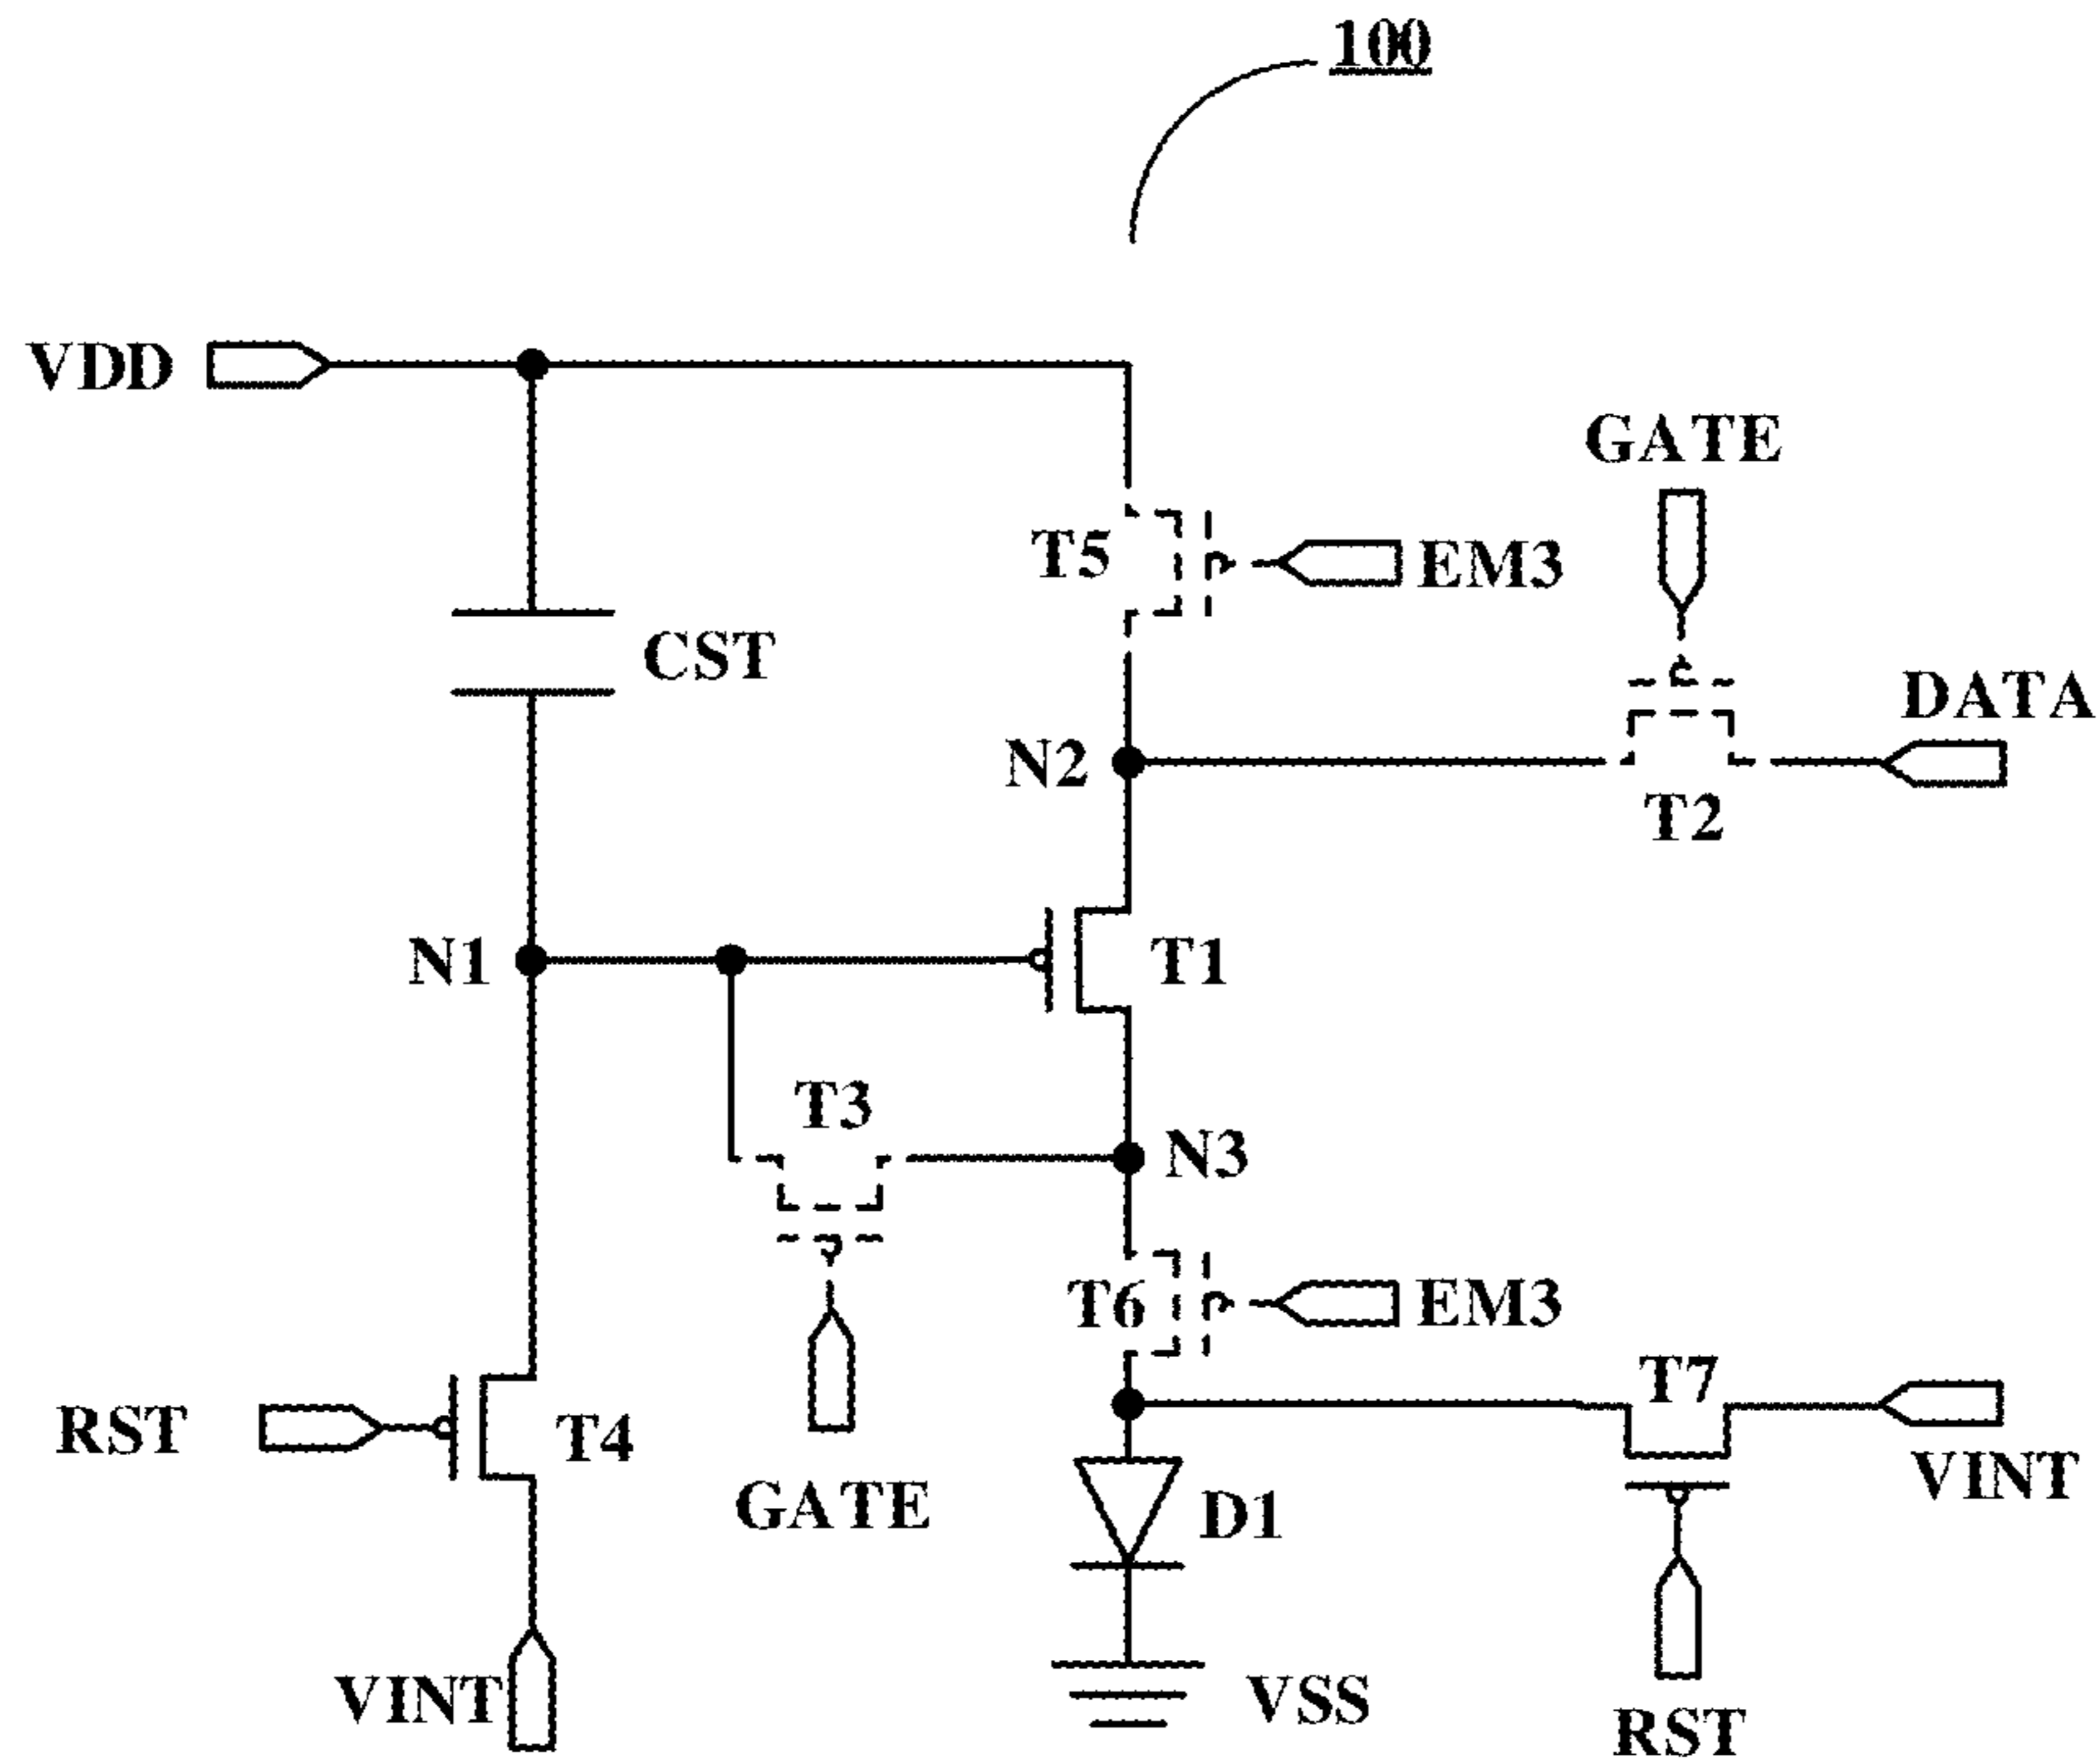 100
VDD
GATE
T5
EM3
CST
DATA
N2
T2
N1
T1
T3
N3
T6
EM3
T7
RST
T4
VINT
GATE
D1
VINT
VSS
RST